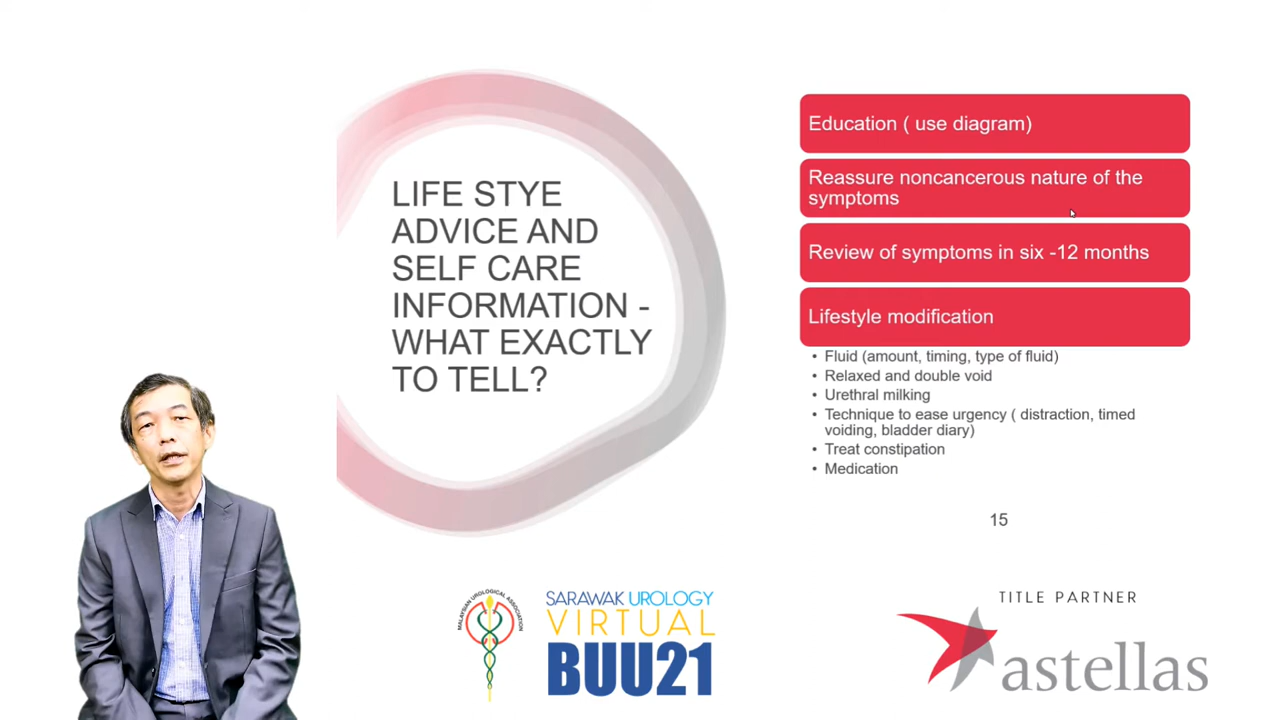 LIFE STYE
ADVICE AND
SELF CARE
INFORMATION -
WHAT EXACTLY
TO TELL?
Education ( use diagram)
Reassure noncancerous nature of the
symptoms
Review of symptoms in six -12 months
Lifestyle modification
• Fluid (amount, timing, type of fluid)
• Relaxed and double void
• Urethral milking
• Technique to ease urgency ( distraction, timed
voiding, bladder diary)
• Treat constipation
• Medication
15
MALAYSIAN UROLOGICAL ASSOCIATION
SARAWAK UROLOGY
VIRTUAL
BUU21
TITLE PARTNER
astellas